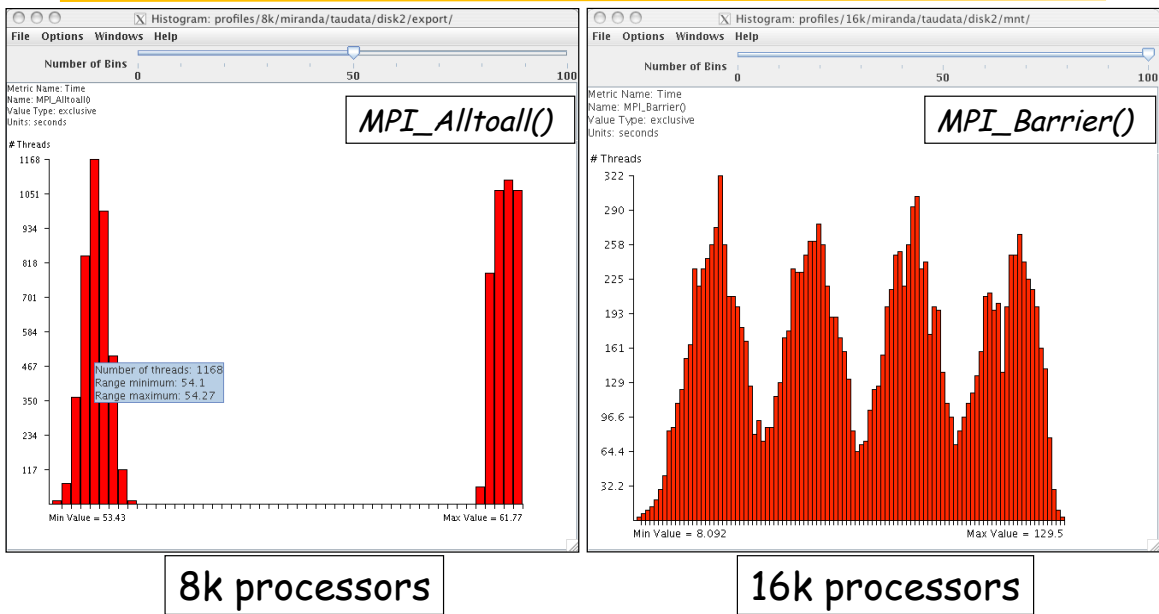 Histogram: profiles/8k/miranda/taudata/disk2/export/
File Options Windows Help
Number of Bins
0 50 100
Metric Name: Time
Name: MPI_Alltoall()
Value Type: exclusive
Units: seconds
MPI_Alltoall()
# Threads
1168
1051
934
818
701
584
467
350
234
117
Number of threads: 1168
Range minimum: 54.1
Range maximum: 54.27
Min Value = 53.43
Max Value = 61.77
8k processors
Histogram: profiles/16k/miranda/taudata/disk2/mnt/
File Options Windows Help
Number of Bins
0 50 100
Metric Name: Time
Name: MPI_Barrier()
Value Type: exclusive
Units: seconds
MPI_Barrier()
# Threads
322
290
258
225
193
161
129
96.6
64.4
32.2
Min Value = 8.092
Max Value = 129.5
16k processors